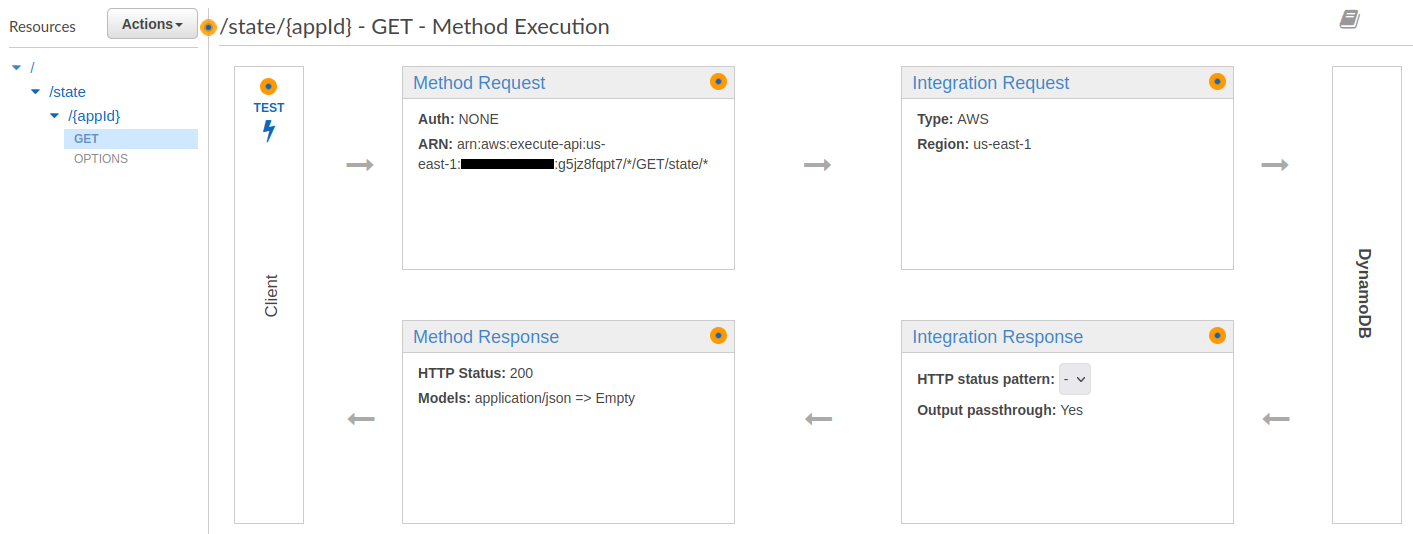 Resources
Actions
/state/{appId} - GET - Method Execution
/
/state
/{appId}
GET
OPTIONS
TEST
Client
Method Request
Auth: NONE
ARN: arn:aws:execute-api:us-
east-1: :g5jz8fqpt7/*/GET/state/*
Integration Request
Type: AWS
Region: us-east-1
DynamoDB
Method Response
HTTP Status: 200
Models: application/json => Empty
Integration Response
HTTP status pattern: -
Output passthrough: Yes